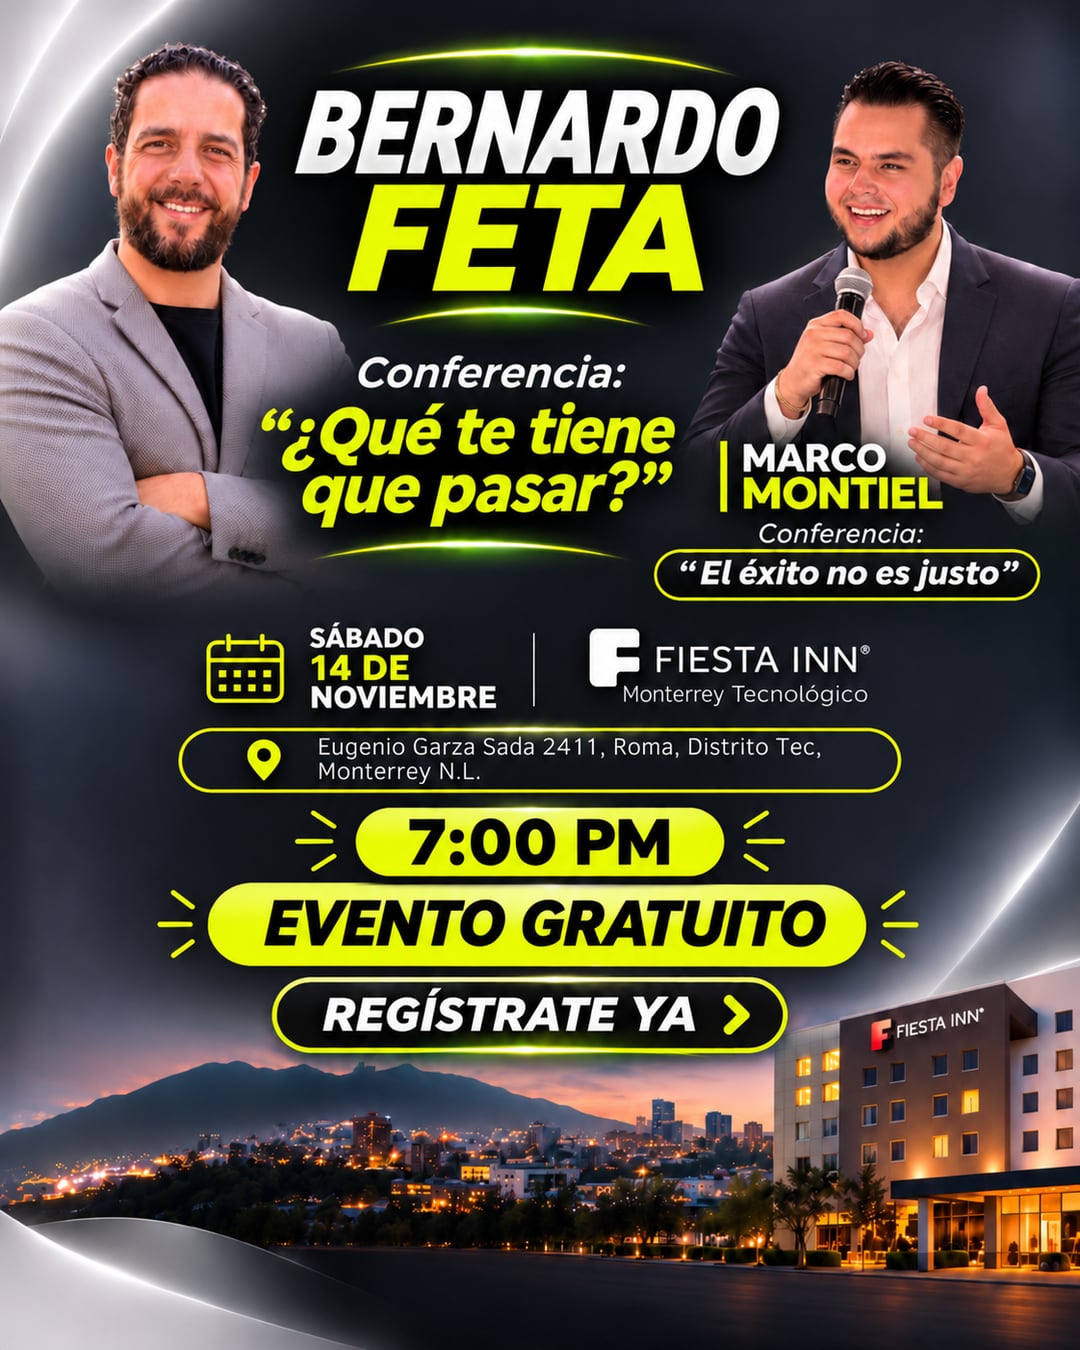 BERNARDO
FETA
Conferencia:
“¿Qué te tiene
que pasar?”
MARCO
MONTIEL
Conferencia:
“El éxito no es justo”
SÁBADO
14 DE
NOVIEMBRE
F FIESTA INN®
Monterrey Tecnológico
Eugenio Garza Sada 2411, Roma, Distrito Tec,
Monterrey N.L.
7:00 PM
EVENTO GRATUITO
REGÍSTRATE YA
F FIESTA INN®